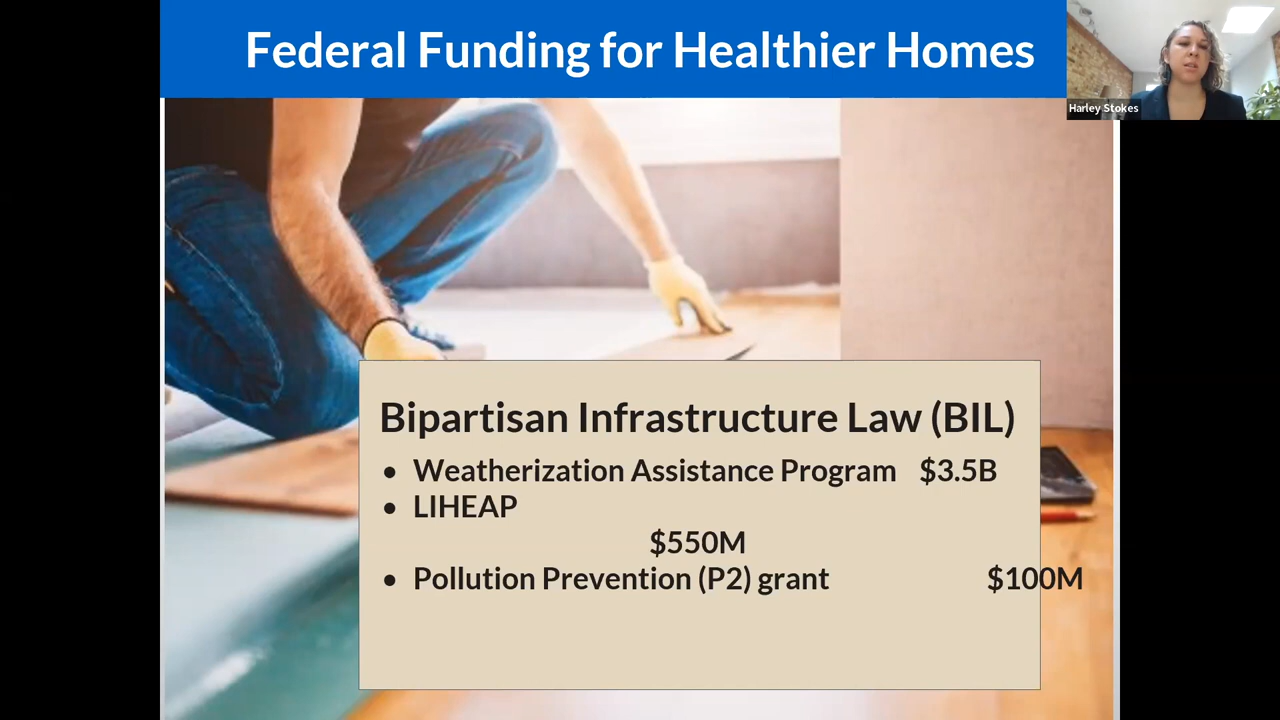 Federal Funding for Healthier Homes
Harley Stokes
Bipartisan Infrastructure Law (BIL)
• Weatherization Assistance Program $3.5B
• LIHEAP
$550M
• Pollution Prevention (P2) grant $100M